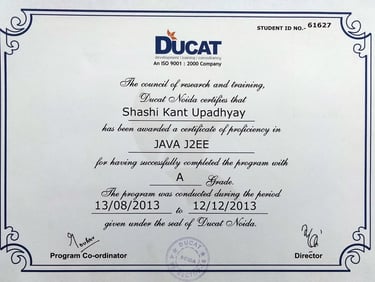 STUDENT ID NO.- 61627
DUCAT
development | training | consultancy
An ISO 9001 : 2000 Company
The council of research and training,
Ducat Noida certifies that
Shashi Kant Upadhyay
has been awarded a certificate of proficiency in
JAVA J2EE
for having successfully completed the program with
A Grade.
The program was conducted during the period
13/08/2013 to 12/12/2013
given under the seal of Ducat Noida.
Program Co-ordinator
Director
DUCAT
NOIDA